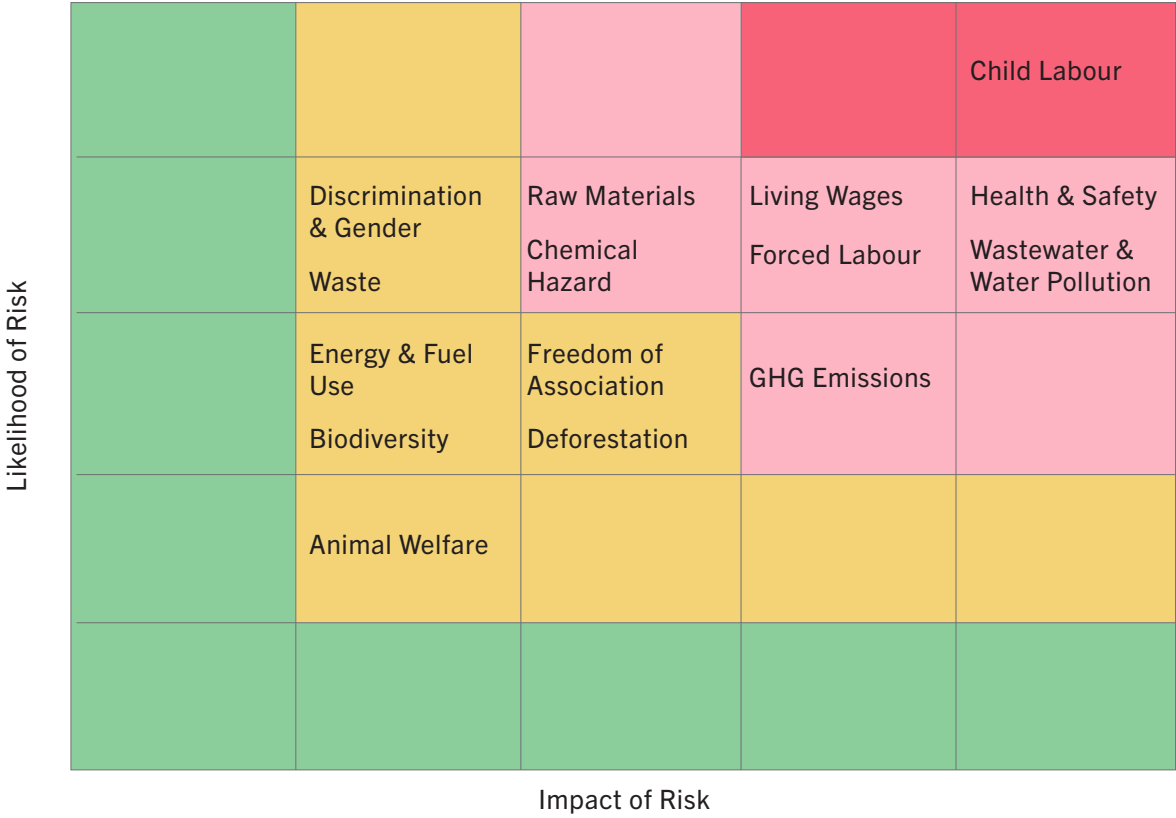 Child Labour
Discrimination
& Gender
Waste
Raw Materials
Chemical
Hazard
Living Wages
Forced Labour
Health & Safety
Wastewater &
Water Pollution
Energy & Fuel
Use
Biodiversity
Freedom of
Association
Deforestation
GHG Emissions
Animal Welfare
Likelihood of Risk
Impact of Risk